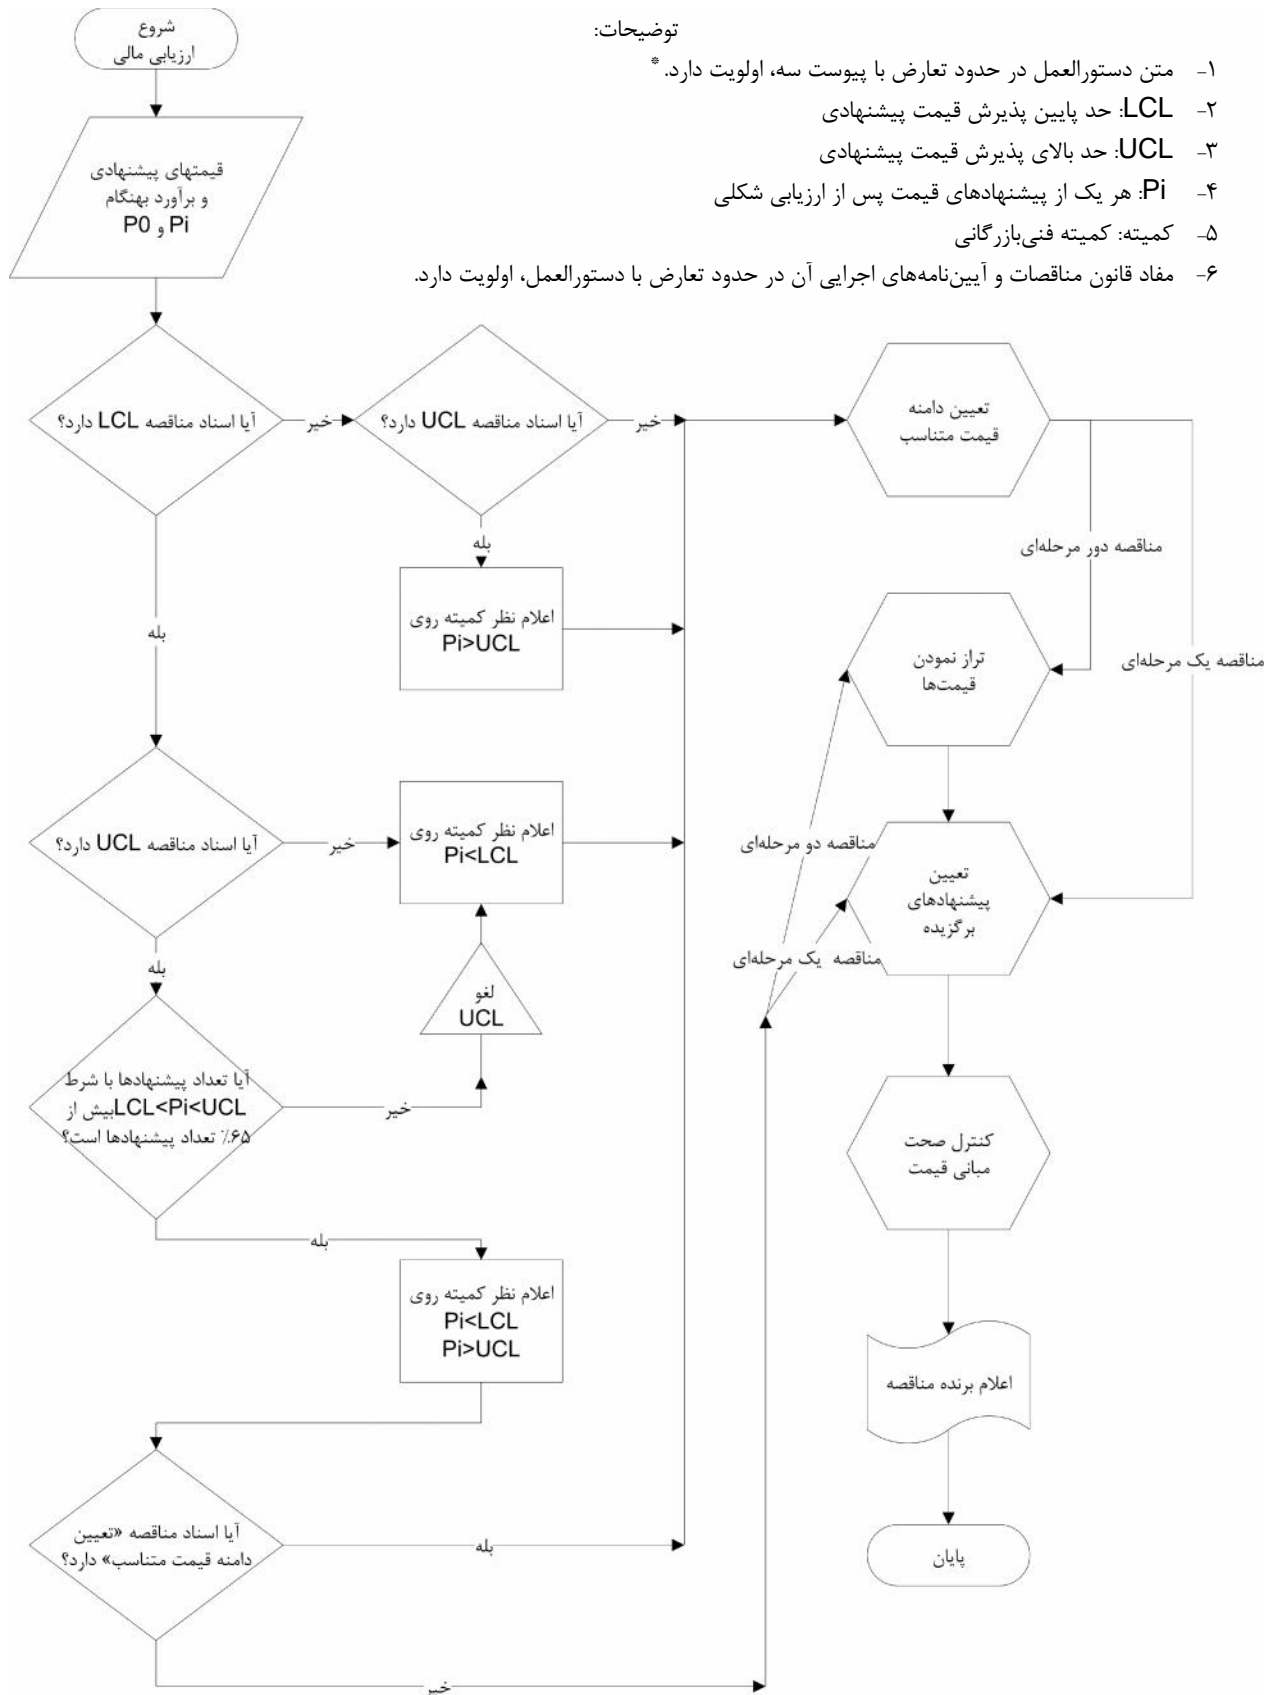 توضیحات:
۱- متن دستورالعمل در حدود تعارض با پیوست سه، اولویت دارد.*
۲- LCL: حد پایین پذیرش قیمت پیشنهادی
۳- UCL: حد بالای پذیرش قیمت پیشنهادی
۴- Pi: هر یک از پیشنهادهای قیمت پس از ارزیابی شکلی
۵- کمیته: کمیته فنی‌بازرگانی
۶- مفاد قانون مناقصات و آیین‌نامه‌های اجرایی آن در حدود تعارض با دستورالعمل، اولویت دارد.
شروع
ارزیابی مالی
قیمتهای پیشنهادی
و برآورد بهنگام
Pi و P0
آیا اسناد مناقصه LCL دارد؟
خیر
آیا اسناد مناقصه UCL دارد؟
خیر
تعیین دامنه
قیمت متناسب
بله
اعلام نظر کمیته روی
Pi>UCL
مناقصه دور مرحله‌ای
بله
تراز نمودن
قیمت‌ها
مناقصه یک مرحله‌ای
آیا اسناد مناقصه UCL دارد؟
خیر
اعلام نظر کمیته روی
Pi<LCL
مناقصه دو مرحله‌ای
تعیین
پیشنهادهای
برگزیده
مناقصه یک مرحله‌ای
بله
لغو
UCL
آیا تعداد پیشنهادها با شرط
LCL<Pi<UCLبیش از
۶۵٪ تعداد پیشنهادها است؟
خیر
کنترل صحت
مبانی قیمت
بله
اعلام نظر کمیته روی
Pi<LCL
Pi>UCL
اعلام برنده مناقصه
آیا اسناد مناقصه «تعیین
دامنه قیمت متناسب» دارد؟
بله
پایان
خیر